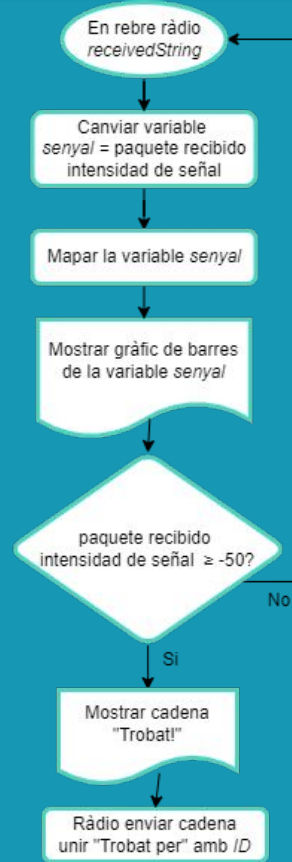 En rebre ràdio
receivedString
Canviar variable
senyal = paquete recibido
intensidad de señal
Mapar la variable senyal
Mostrar gràfic de barres
de la variable senyal
paquete recibido
intensidad de señal ≥ -50?
No
Si
Mostrar cadena
"Trobat!"
Ràdio enviar cadena
unir "Trobat per" amb ID